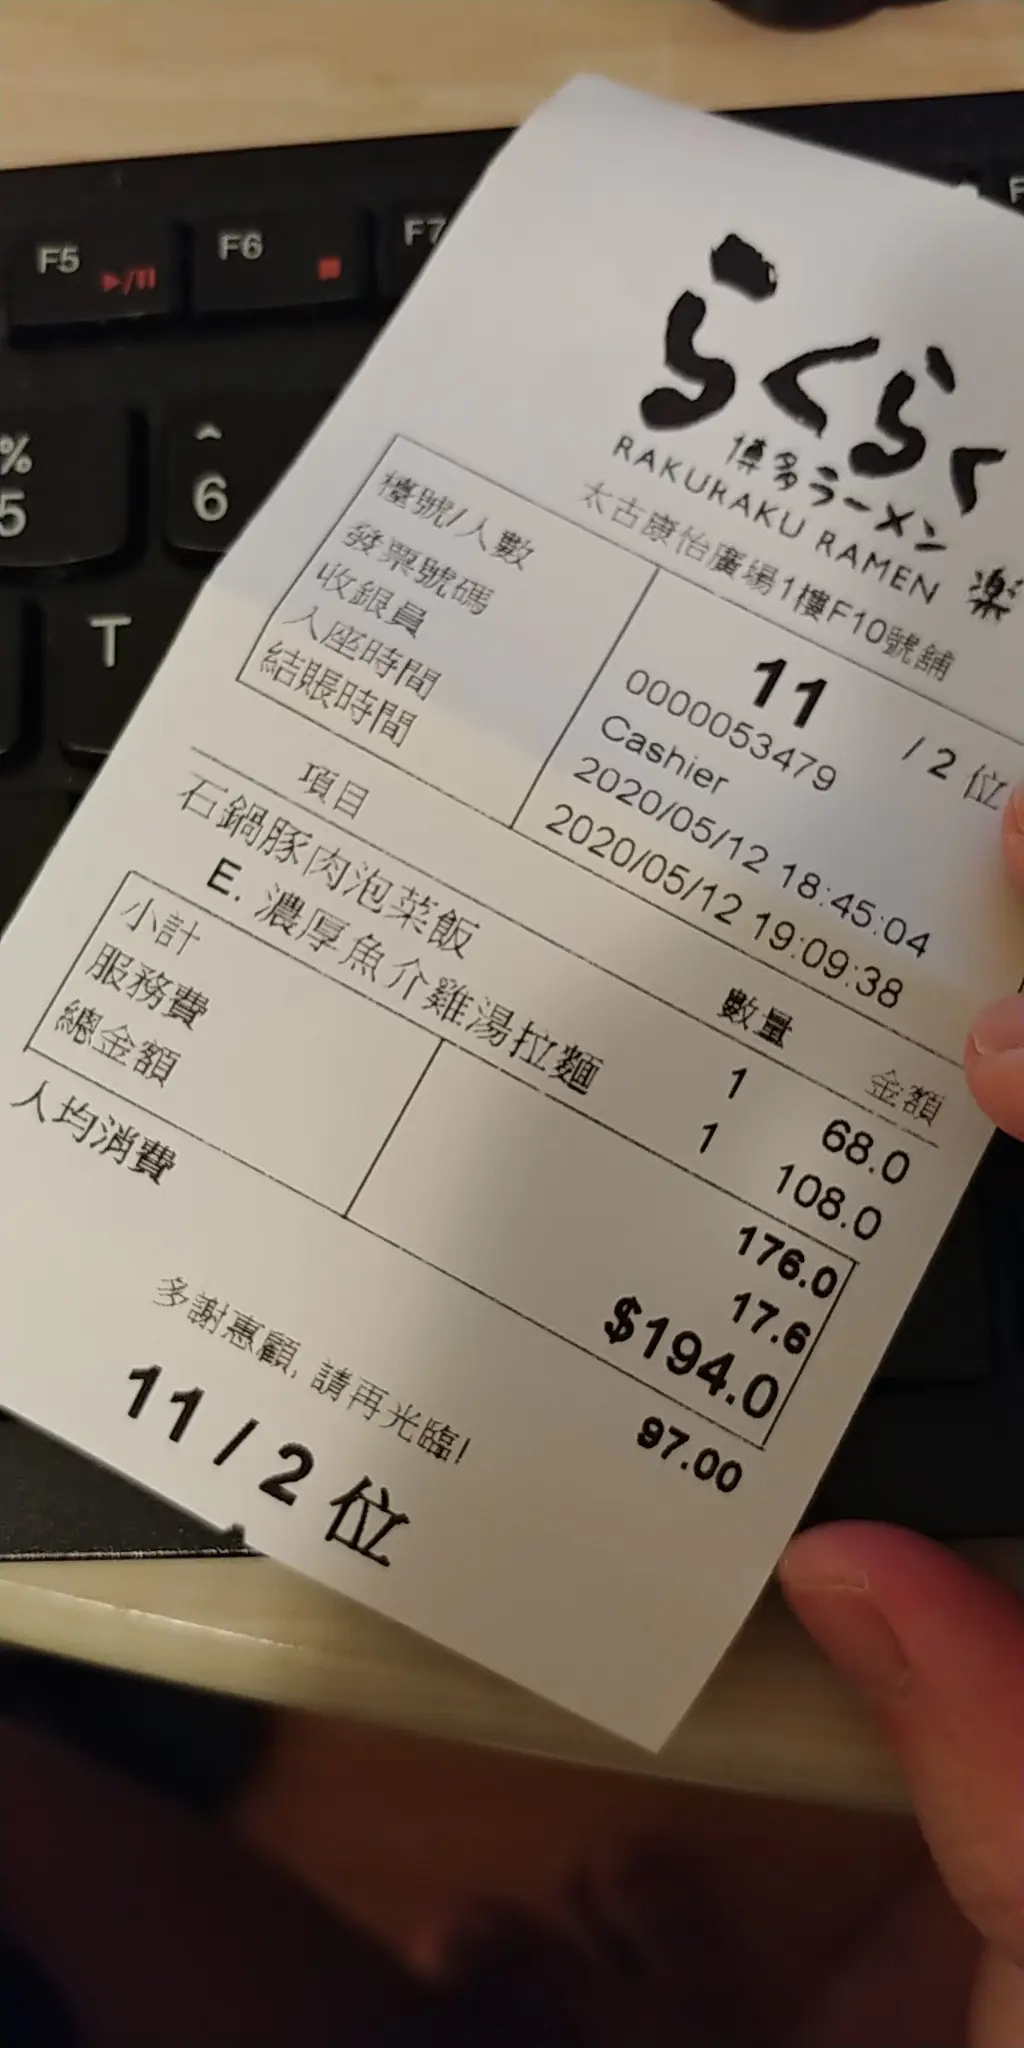 F5
F6
F7
%
5
^
6
T
らくらく
博多ラーメン
RAKURAKU RAMEN
楽
太古康怡廣場1樓F10號舖
檯號/人數 11 / 2 位
發票號碼 0000053479
收銀員 Cashier
入座時間 2020/05/12 18:45:04
結賬時間 2020/05/12 19:09:38
項目 數量 金額
石鍋豚肉泡菜飯 1 68.0
E. 濃厚魚介雞湯拉麵 1 108.0
小計 176.0
服務費 17.6
總金額 $194.0
人均消費 97.00
多謝惠顧, 請再光臨!
11 / 2 位